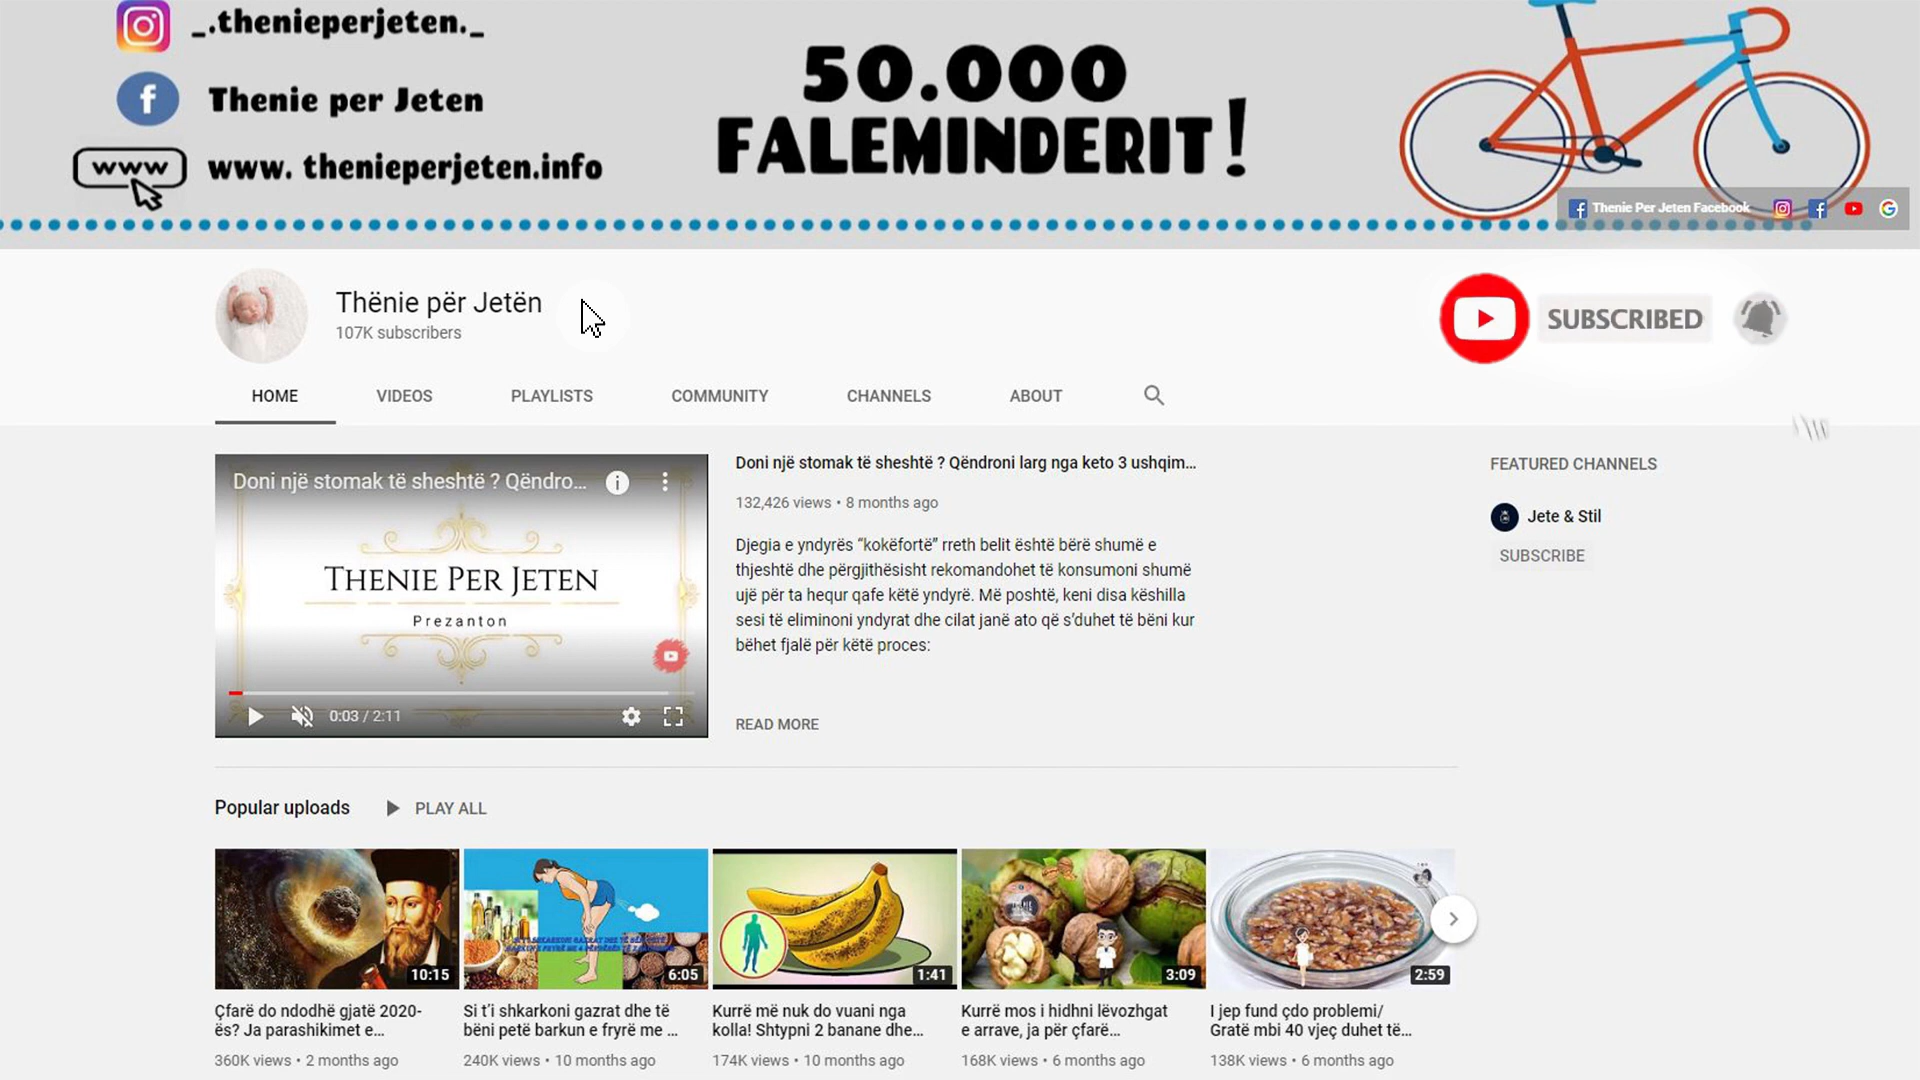 _.thenieperjeten._
Thenie per Jeten
www
www. thenieperjeten.info
50.000
FALEMINDERIT!
Thenie Per Jeten Facebook
Thënie për Jetën
107K subscribers
SUBSCRIBED
HOME
VIDEOS
PLAYLISTS
COMMUNITY
CHANNELS
ABOUT
Doni një stomak të sheshtë ? Qëndro...
THENIE PER JETEN
Prezanton
0:03 / 2:11
Doni një stomak të sheshtë ? Qëndroni larg nga keto 3 ushqim...
132,426 views • 8 months ago
Djegia e yndyrës “kokëfortë” rreth belit është bërë shumë e
thjeshtë dhe përgjithësisht rekomandohet të konsumoni shumë
ujë për ta hequr qafe këtë yndyrë. Më poshtë, keni disa këshilla
sesi të eliminoni yndyrat dhe cilat janë ato që s’duhet të bëni kur
bëhet fjalë për këtë proces:
READ MORE
FEATURED CHANNELS
Jete & Stil
SUBSCRIBE
Popular uploads
PLAY ALL
10:15
6:05
1:41
3:09
2:59
Çfarë do ndodhë gjatë 2020-
ës? Ja parashikimet e...
360K views • 2 months ago
Si t’i shkarkoni gazrat dhe të
bëni petë barkun e fryrë me ...
240K views • 10 months ago
Kurrë më nuk do vuani nga
kolla! Shtypni 2 banane dhe...
174K views • 10 months ago
Kurrë mos i hidhni lëvozhgat
e arrave, ja për çfarë...
168K views • 6 months ago
I jep fund çdo problemi/
Gratë mbi 40 vjeç duhet të...
138K views • 6 months ago